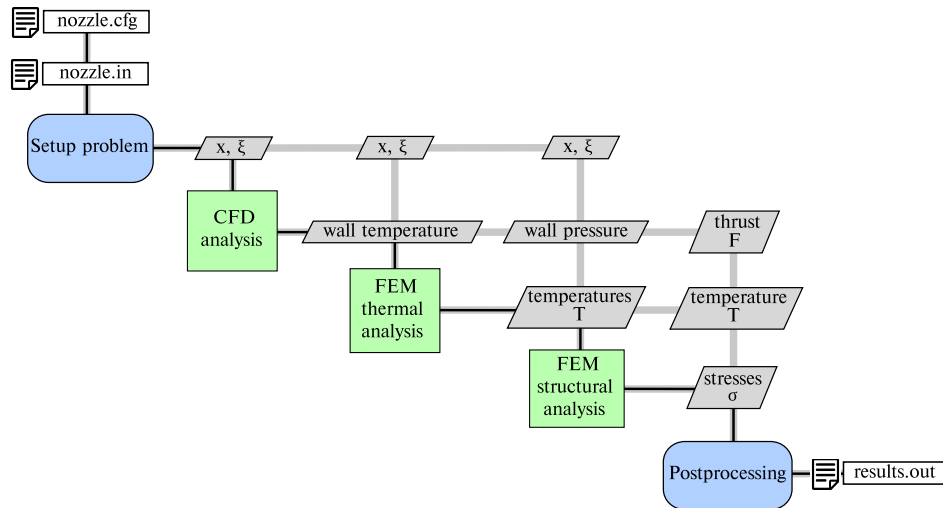 nozzle.cfg
nozzle.in
Setup problem
x, ξ
x, ξ
x, ξ
CFD
analysis
wall temperature
wall pressure
thrust
F
FEM
thermal
analysis
temperatures
T
temperature
T
FEM
structural
analysis
stresses
σ
Postprocessing
results.out